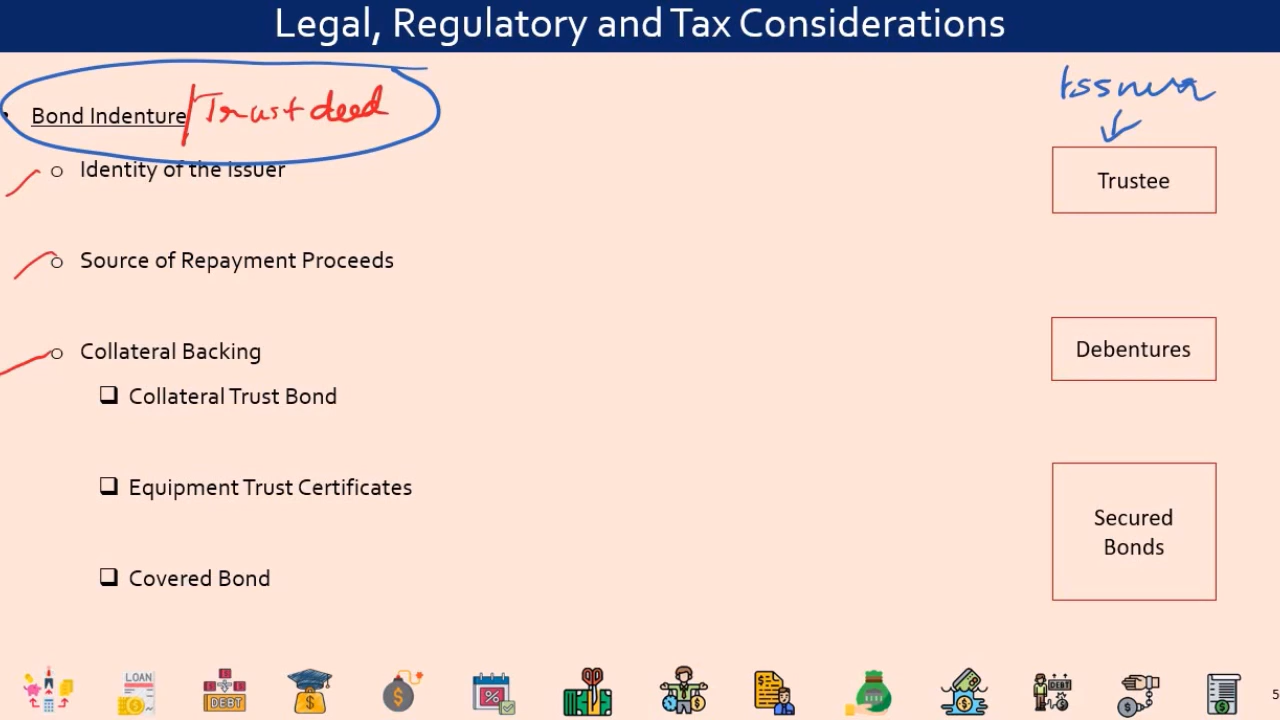 Legal, Regulatory and Tax Considerations
Bond Indenture/Trust deed
Issuer
Identity of the Issuer
Trustee
Source of Repayment Proceeds
Collateral Backing
Debentures
Collateral Trust Bond
Equipment Trust Certificates
Secured
Bonds
Covered Bond
LOAN
DEBT
DEBT
5